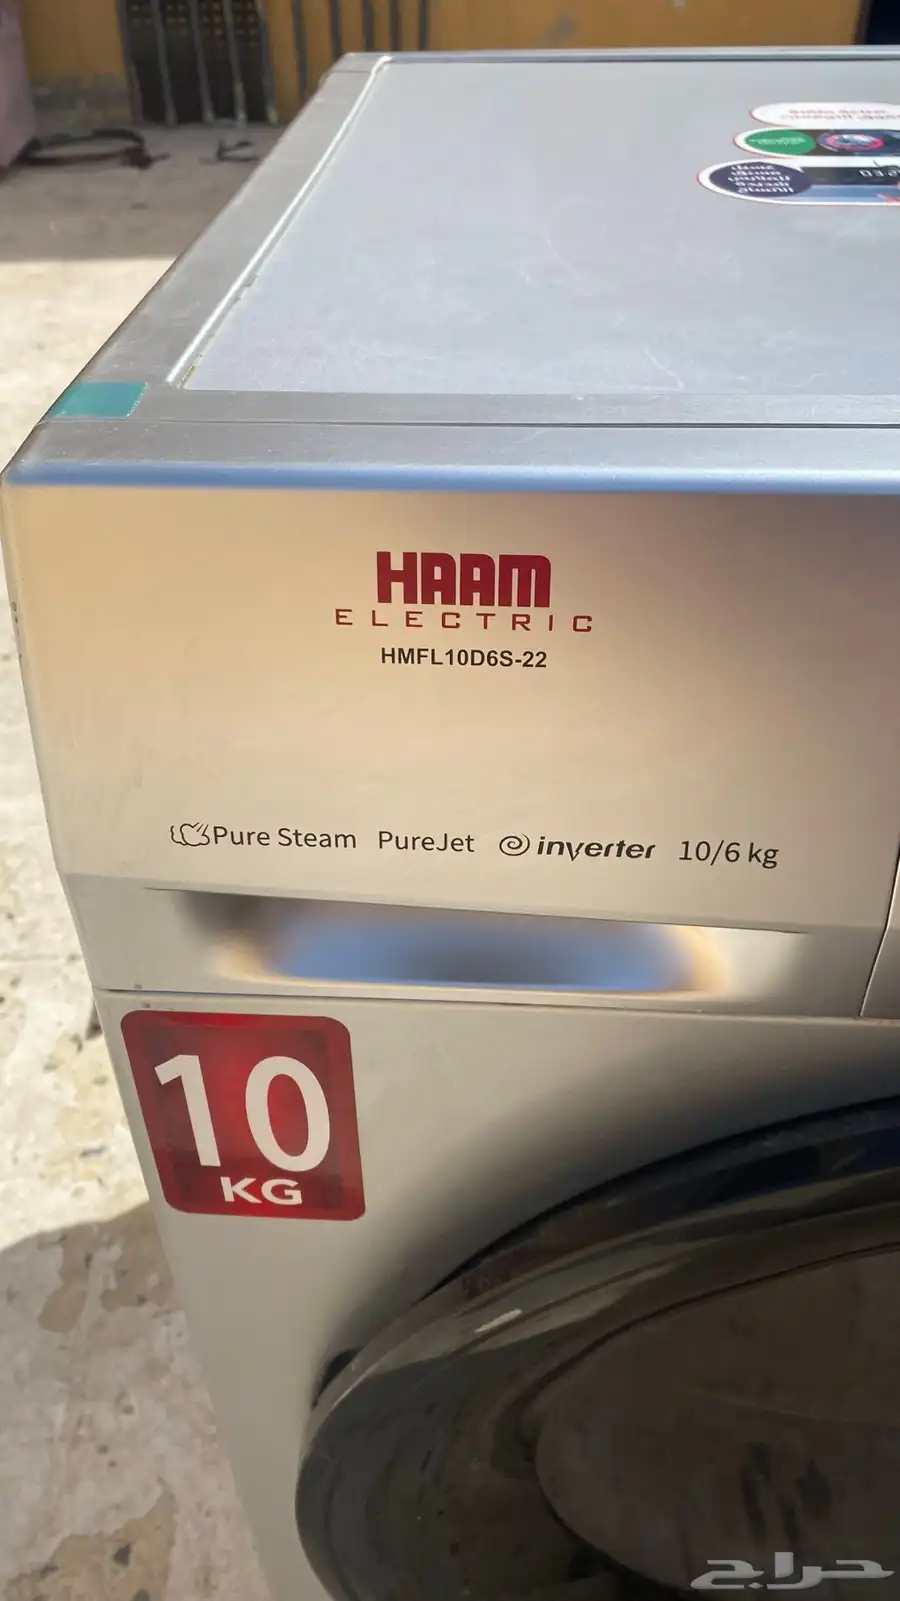 HAAM
ELECTRIC
HMFL10D6S-22
Pure Steam PureJet inverter 10/6 kg
10
KG
حراج